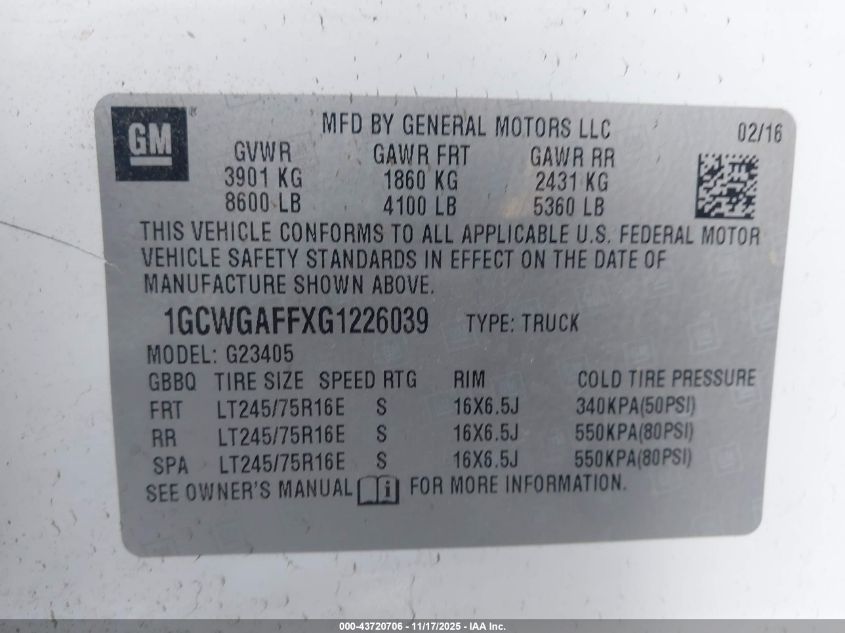 GM
MFD BY GENERAL MOTORS LLC 02/16
GVWR GAWR FRT GAWR RR
3901 KG 1860 KG 2431 KG
8600 LB 4100 LB 5360 LB
THIS VEHICLE CONFORMS TO ALL APPLICABLE U.S. FEDERAL MOTOR
VEHICLE SAFETY STANDARDS IN EFFECT ON THE DATE OF
MANUFACTURE SHOWN ABOVE.
1GCWGAFFXG1226039 TYPE: TRUCK
MODEL: G23405
GBBQ TIRE SIZE SPEED RTG RIM COLD TIRE PRESSURE
FRT LT245/75R16E S 16X6.5J 340KPA(50PSI)
RR LT245/75R16E S 16X6.5J 550KPA(80PSI)
SPA LT245/75R16E S 16X6.5J 550KPA(80PSI)
SEE OWNER'S MANUAL i FOR MORE INFORMATION.
000-43720706 - 11/17/2025 - IAA Inc.